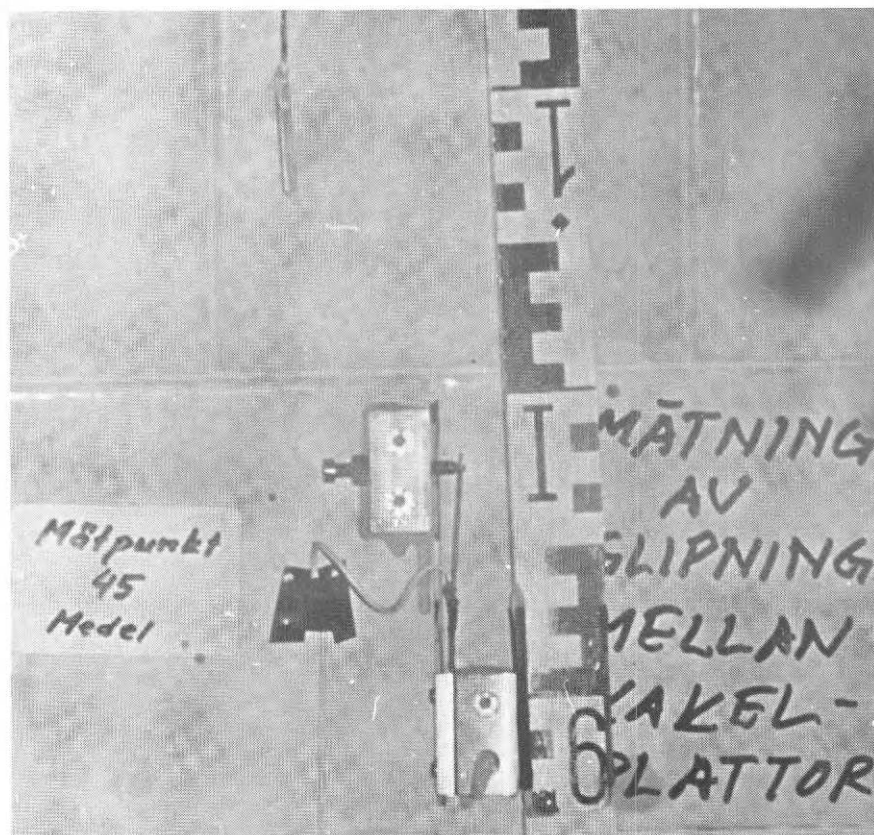 Mätpunkt
45
Medel
MÄTNING
AV
GLIPNING
MELLAN
KAKEL-
PLATTOR
6